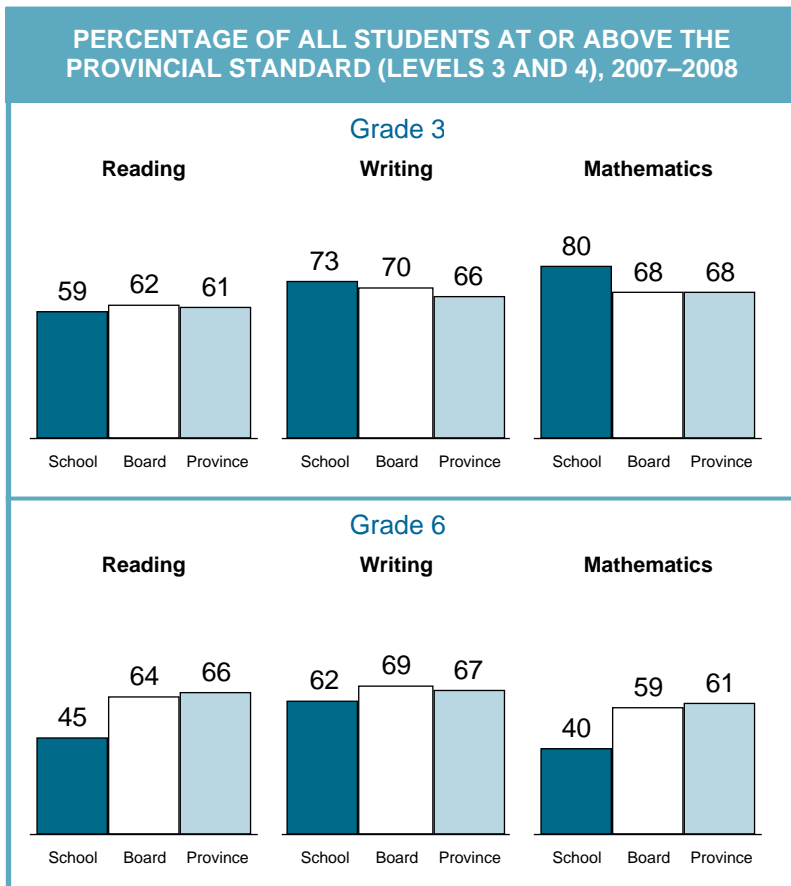 PERCENTAGE OF ALL STUDENTS AT OR ABOVE THE
PROVINCIAL STANDARD (LEVELS 3 AND 4), 2007–2008
Grade 3
Reading Writing Mathematics
59 62 61 73 70 66 80 68 68
School Board Province School Board Province School Board Province
Grade 6
Reading Writing Mathematics
45 64 66 62 69 67 40 59 61
School Board Province School Board Province School Board Province